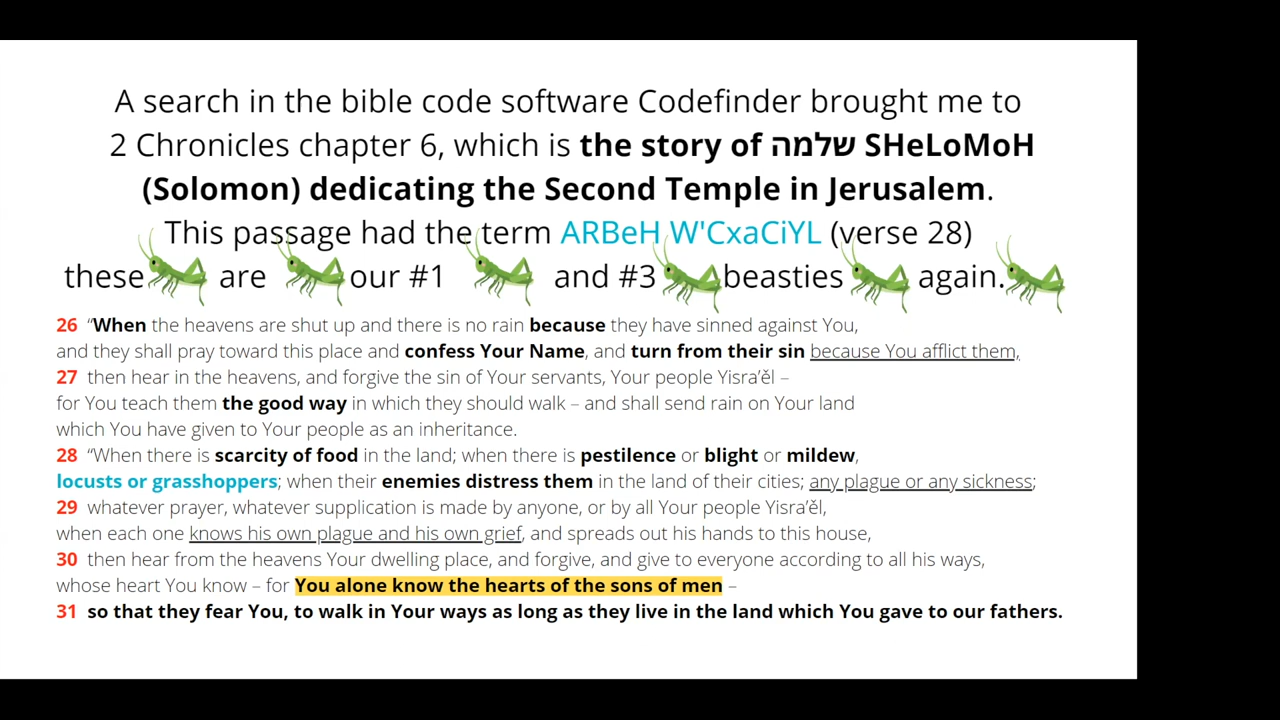 A search in the bible code software Codefinder brought me to
2 Chronicles chapter 6, which is the story of שלמה SHeLoMoH
(Solomon) dedicating the Second Temple in Jerusalem.
This passage had the term ARBeH W'CxaCiYL (verse 28)
these are our #1 and #3 beasties again.
26 “When the heavens are shut up and there is no rain because they have sinned against You,
and they shall pray toward this place and confess Your Name, and turn from their sin because You afflict them,
27 then hear in the heavens, and forgive the sin of Your servants, Your people Yisra’ĕl –
for You teach them the good way in which they should walk – and shall send rain on Your land
which You have given to Your people as an inheritance.
28 “When there is scarcity of food in the land; when there is pestilence or blight or mildew,
locusts or grasshoppers; when their enemies distress them in the land of their cities; any plague or any sickness;
29 whatever prayer, whatever supplication is made by anyone, or by all Your people Yisra’ĕl,
when each one knows his own plague and his own grief, and spreads out his hands to this house,
30 then hear from the heavens Your dwelling place, and forgive, and give to everyone according to all his ways,
whose heart You know – for You alone know the hearts of the sons of men –
31 so that they fear You, to walk in Your ways as long as they live in the land which You gave to our fathers.